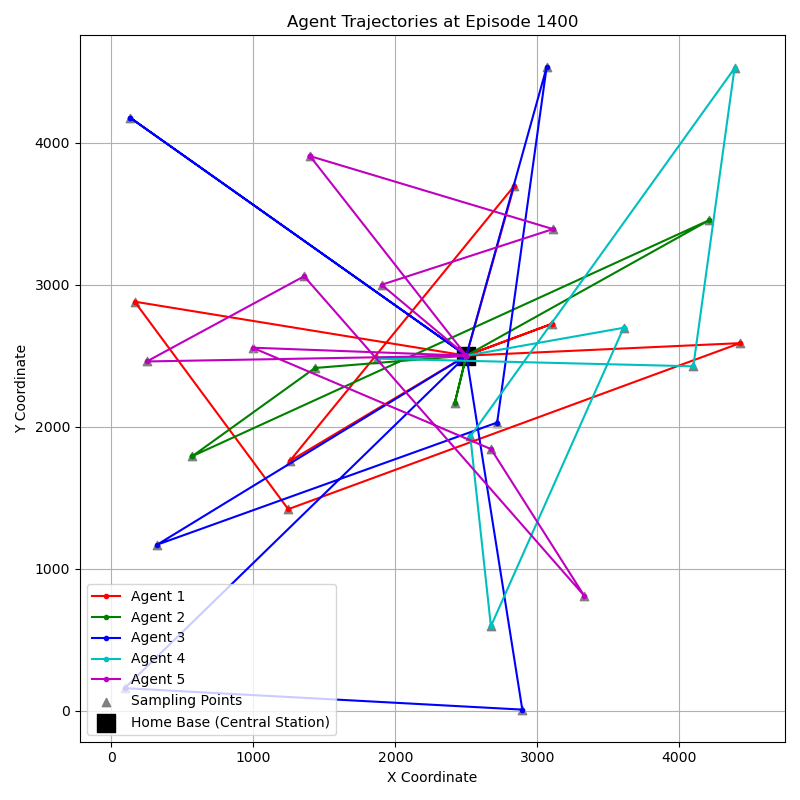 Agent Trajectories at Episode 1400
Y Coordinate
4000
3000
2000
1000
0
Agent 1
Agent 2
Agent 3
Agent 4
Agent 5
Sampling Points
Home Base (Central Station)
0 1000 2000 3000 4000
X Coordinate